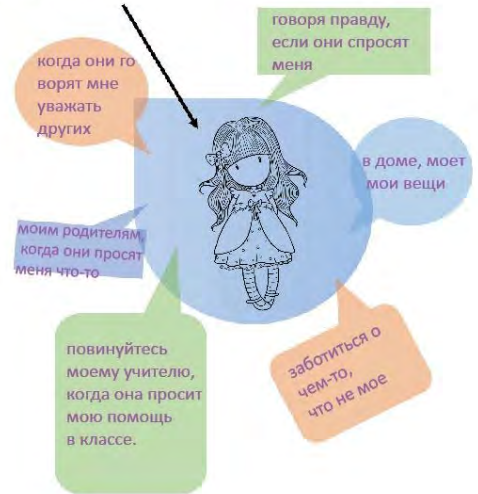 говоря правду,
если они спросят
меня
когда они го
ворят мне
уважать
других
в доме, моет
мои вещи
моим родителям,
когда они просят
меня что-то
повинуйтесь
моему учителю,
когда она просит
мою помощь
в классе.
заботиться о
чем-то,
что не мое